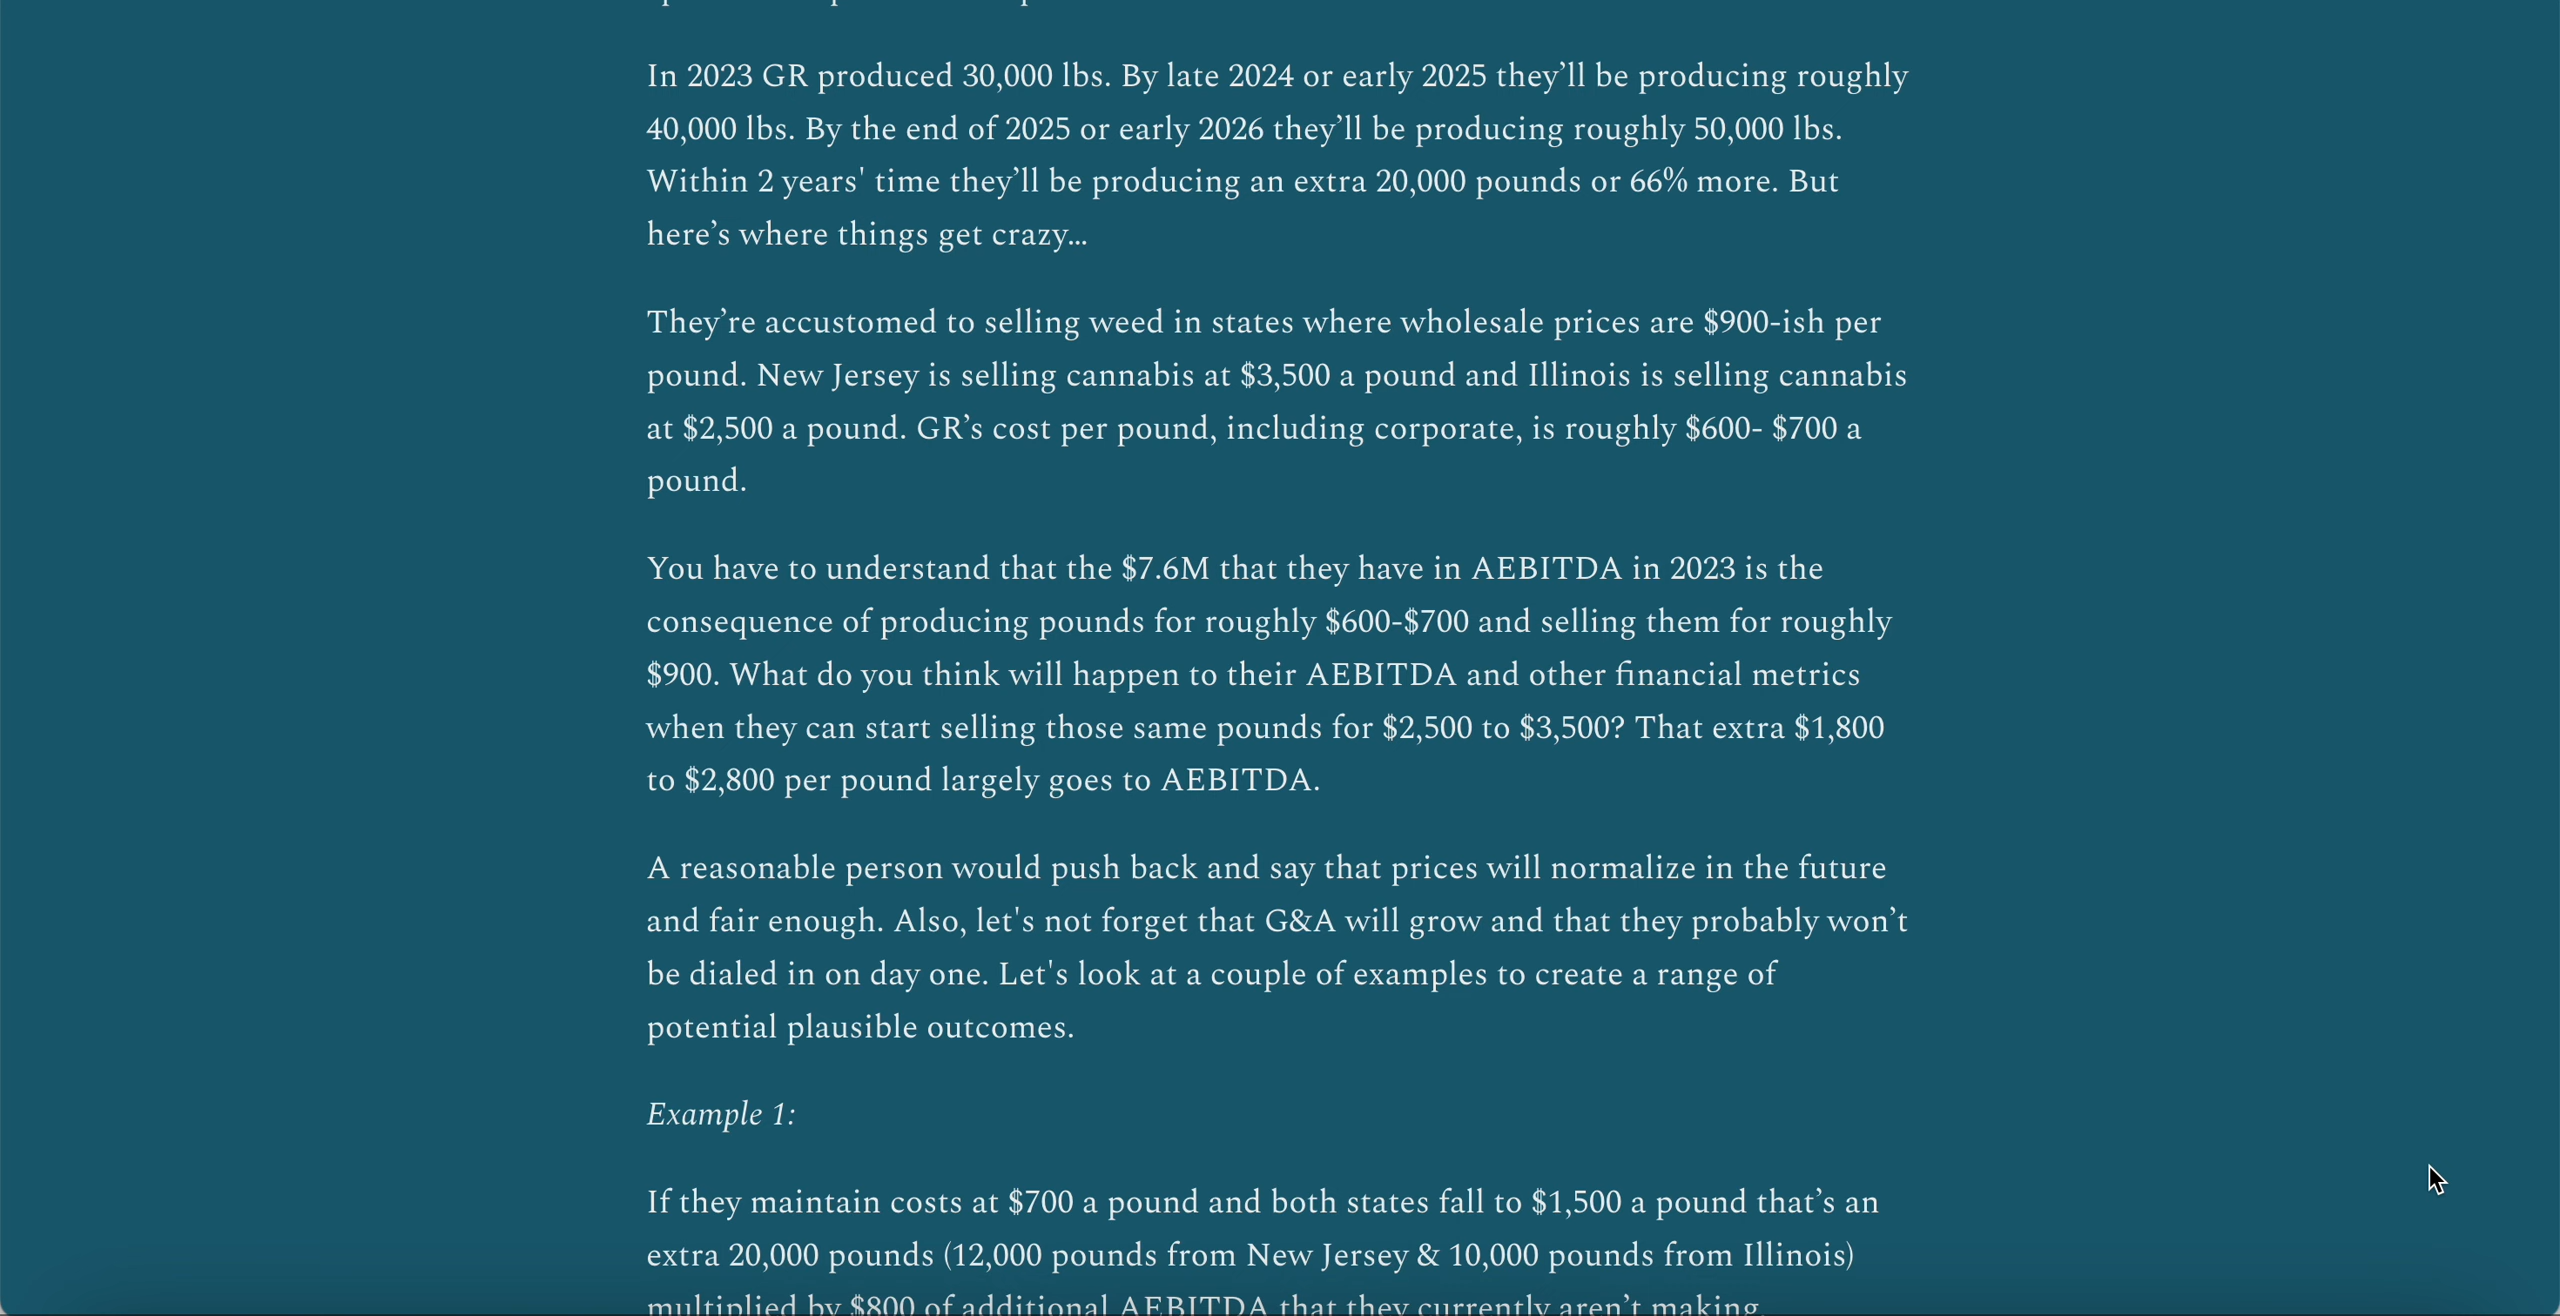 In 2023 GR produced 30,000 lbs. By late 2024 or early 2025 they’ll be producing roughly
40,000 lbs. By the end of 2025 or early 2026 they’ll be producing roughly 50,000 lbs.
Within 2 years' time they’ll be producing an extra 20,000 pounds or 66% more. But
here’s where things get crazy…
They’re accustomed to selling weed in states where wholesale prices are $900-ish per
pound. New Jersey is selling cannabis at $3,500 a pound and Illinois is selling cannabis
at $2,500 a pound. GR’s cost per pound, including corporate, is roughly $600- $700 a
pound.
You have to understand that the $7.6M that they have in AEBITDA in 2023 is the
consequence of producing pounds for roughly $600-$700 and selling them for roughly
$900. What do you think will happen to their AEBITDA and other financial metrics
when they can start selling those same pounds for $2,500 to $3,500? That extra $1,800
to $2,800 per pound largely goes to AEBITDA.
A reasonable person would push back and say that prices will normalize in the future
and fair enough. Also, let's not forget that G&A will grow and that they probably won’t
be dialed in on day one. Let's look at a couple of examples to create a range of
potential plausible outcomes.
Example 1:
If they maintain costs at $700 a pound and both states fall to $1,500 a pound that’s an
extra 20,000 pounds (12,000 pounds from New Jersey & 10,000 pounds from Illinois)
multiplied by $800 of additional AEBITDA that they currently aren’t making.